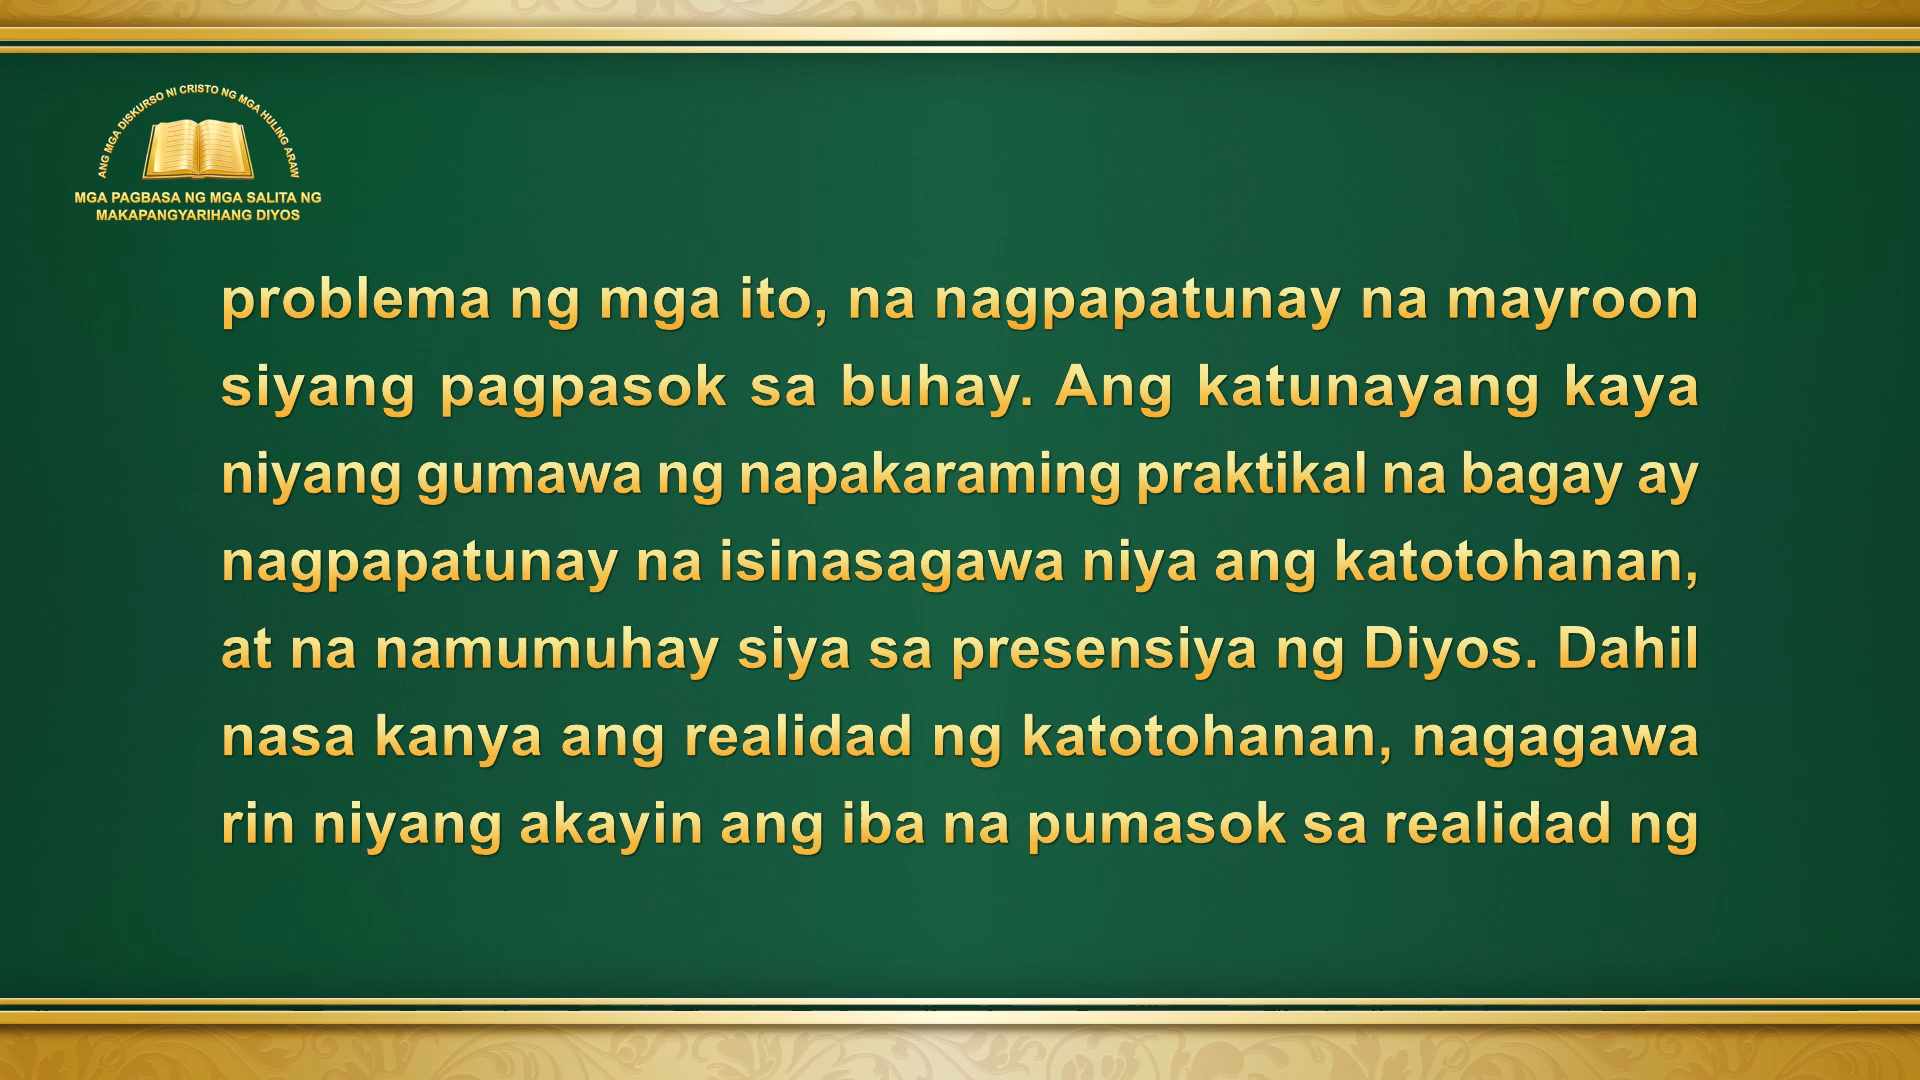 ANG MGA DISKURSO NI CRISTO NG MGA HULING ARAW
MGA PAGBASA NG MGA SALITA NG
MAKAPANGYARIHANG DIYOS
problema ng mga ito, na nagpapatunay na mayroon
siyang pagpasok sa buhay. Ang katunayang kaya
niyang gumawa ng napakaraming praktikal na bagay ay
nagpapatunay na isinasagawa niya ang katotohanan,
at na namumuhay siya sa presensiya ng Diyos. Dahil
nasa kanya ang realidad ng katotohanan, nagagawa
rin niyang akayin ang iba na pumasok sa realidad ng